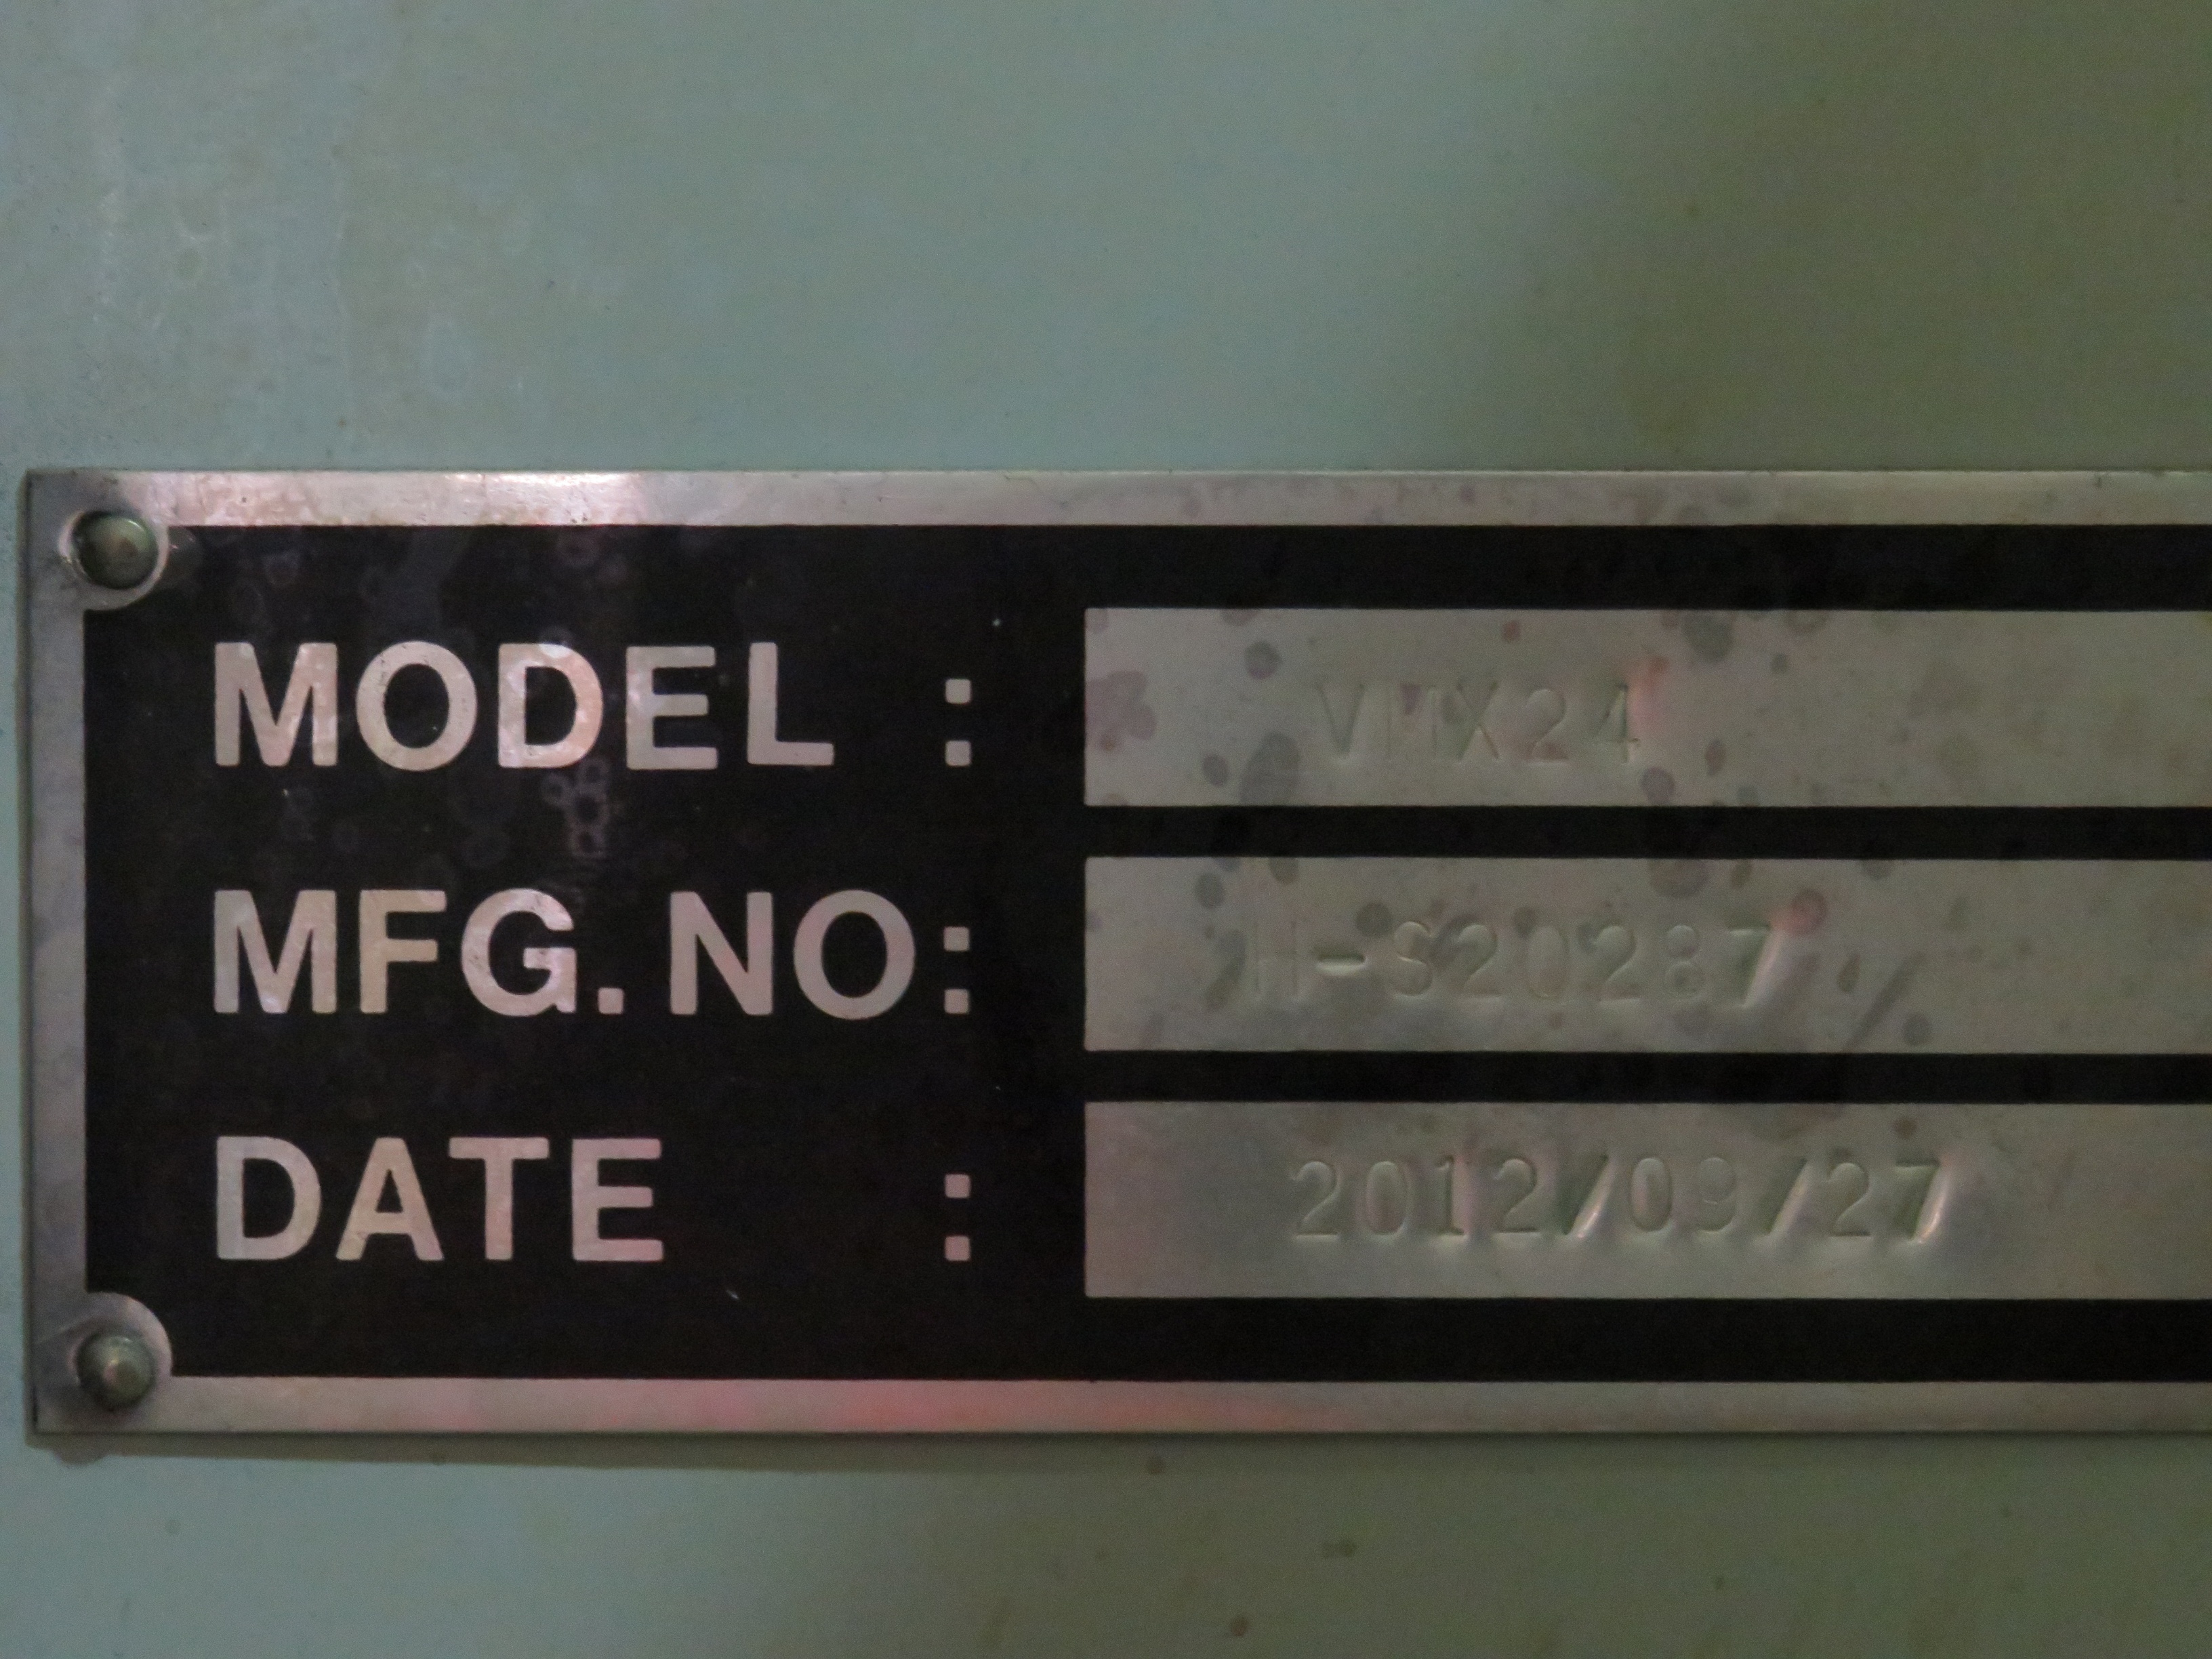 MODEL : VMX24
MFG. NO: H-S20287
DATE : 2012/09/27